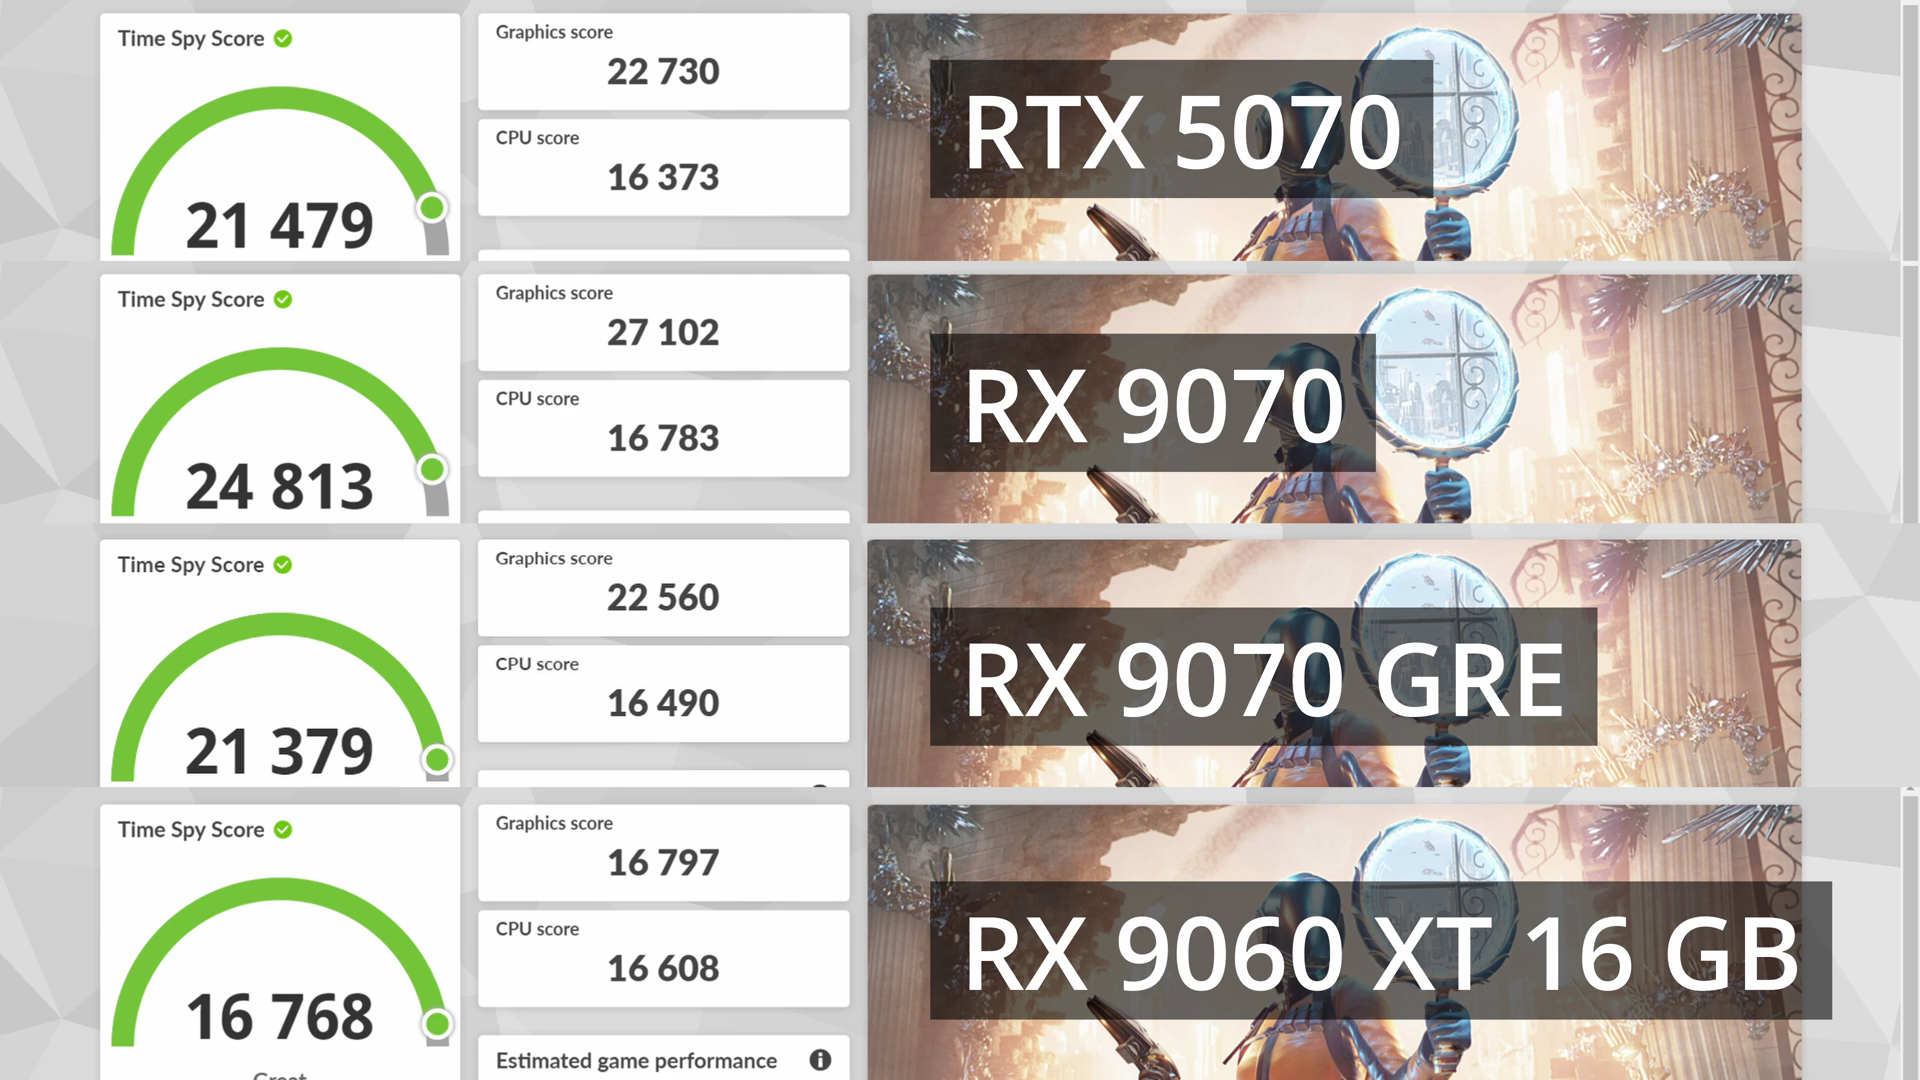 Time Spy Score
21 479
Graphics score
22 730
CPU score
16 373
RTX 5070
Time Spy Score
24 813
Graphics score
27 102
CPU score
16 783
RX 9070
Time Spy Score
21 379
Graphics score
22 560
CPU score
16 490
RX 9070 GRE
Time Spy Score
16 768
Great
Graphics score
16 797
CPU score
16 608
Estimated game performance
RX 9060 XT 16 GB